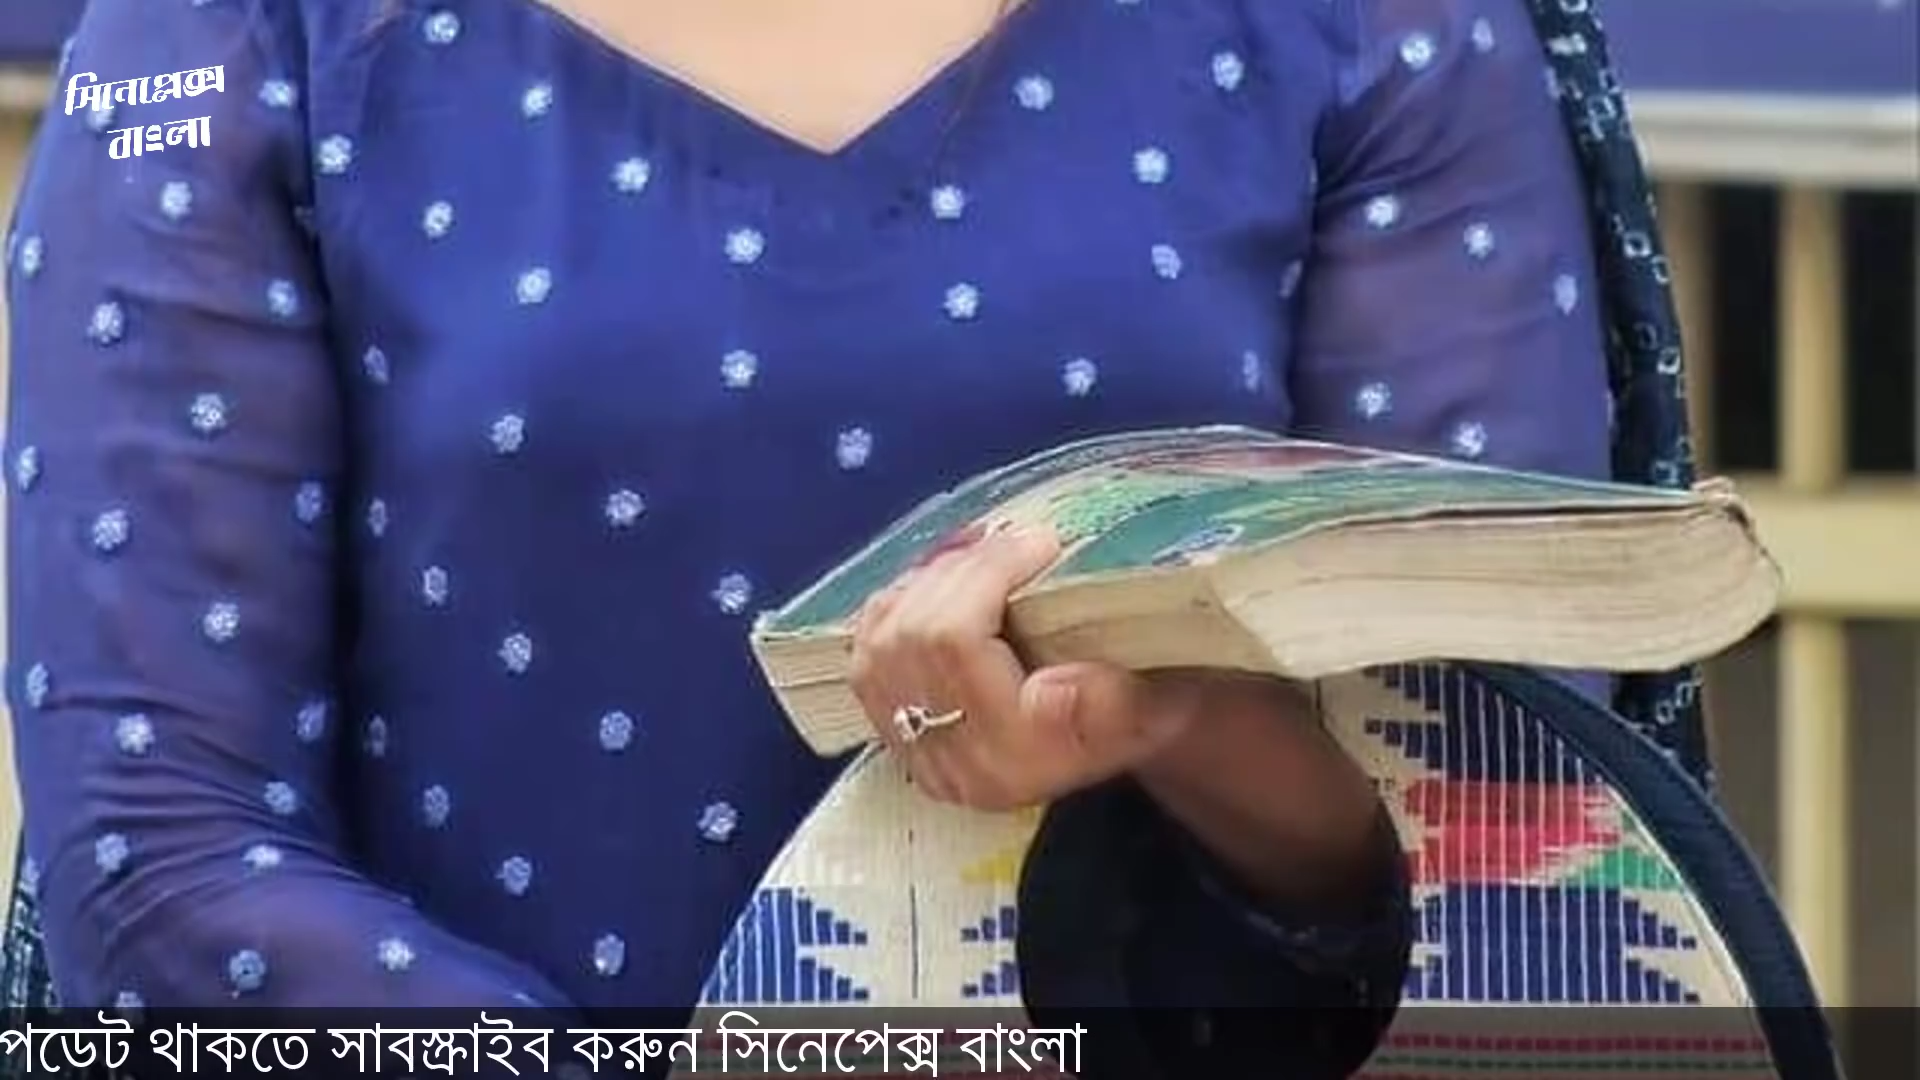 সিনেপ্লেক্স
বাংলা
পডেট থাকতে সাবস্ক্রাইব করুন সিনেপেক্স বাংলা